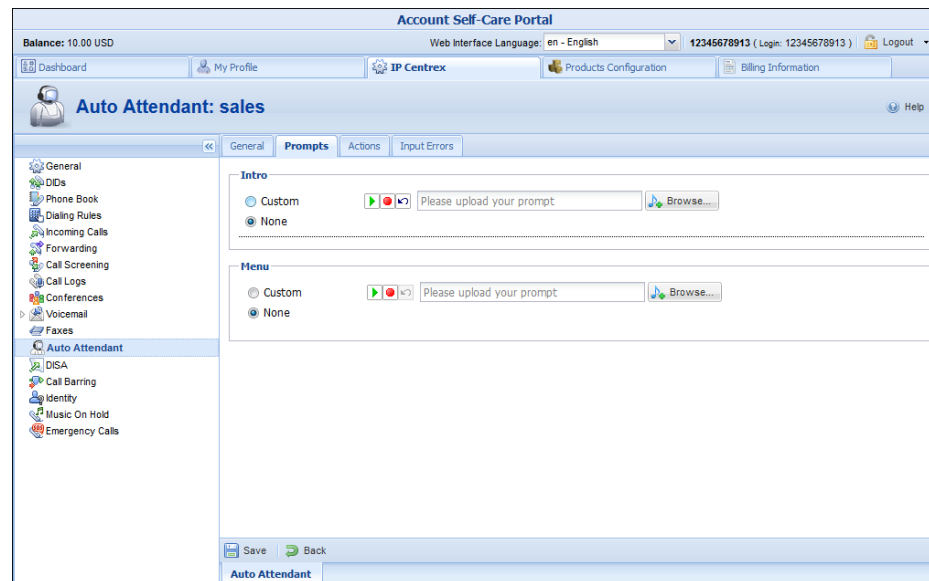 Account Self-Care Portal
Balance: 10.00 USD Web Interface Language: en - English 12345678913 ( Login: 12345678913 ) Logout
Dashboard My Profile IP Centrex Products Configuration Billing Information
Auto Attendant: sales Help
General Prompts Actions Input Errors
General
DIDs
Phone Book
Dialing Rules
Incoming Calls
Forwarding
Call Screening
Call Logs
Conferences
Voicemail
Faxes
Auto Attendant
DISA
Call Barring
Identity
Music On Hold
Emergency Calls
Intro
Custom Please upload your prompt Browse...
None
Menu
Custom Please upload your prompt Browse...
None
Save Back
Auto Attendant